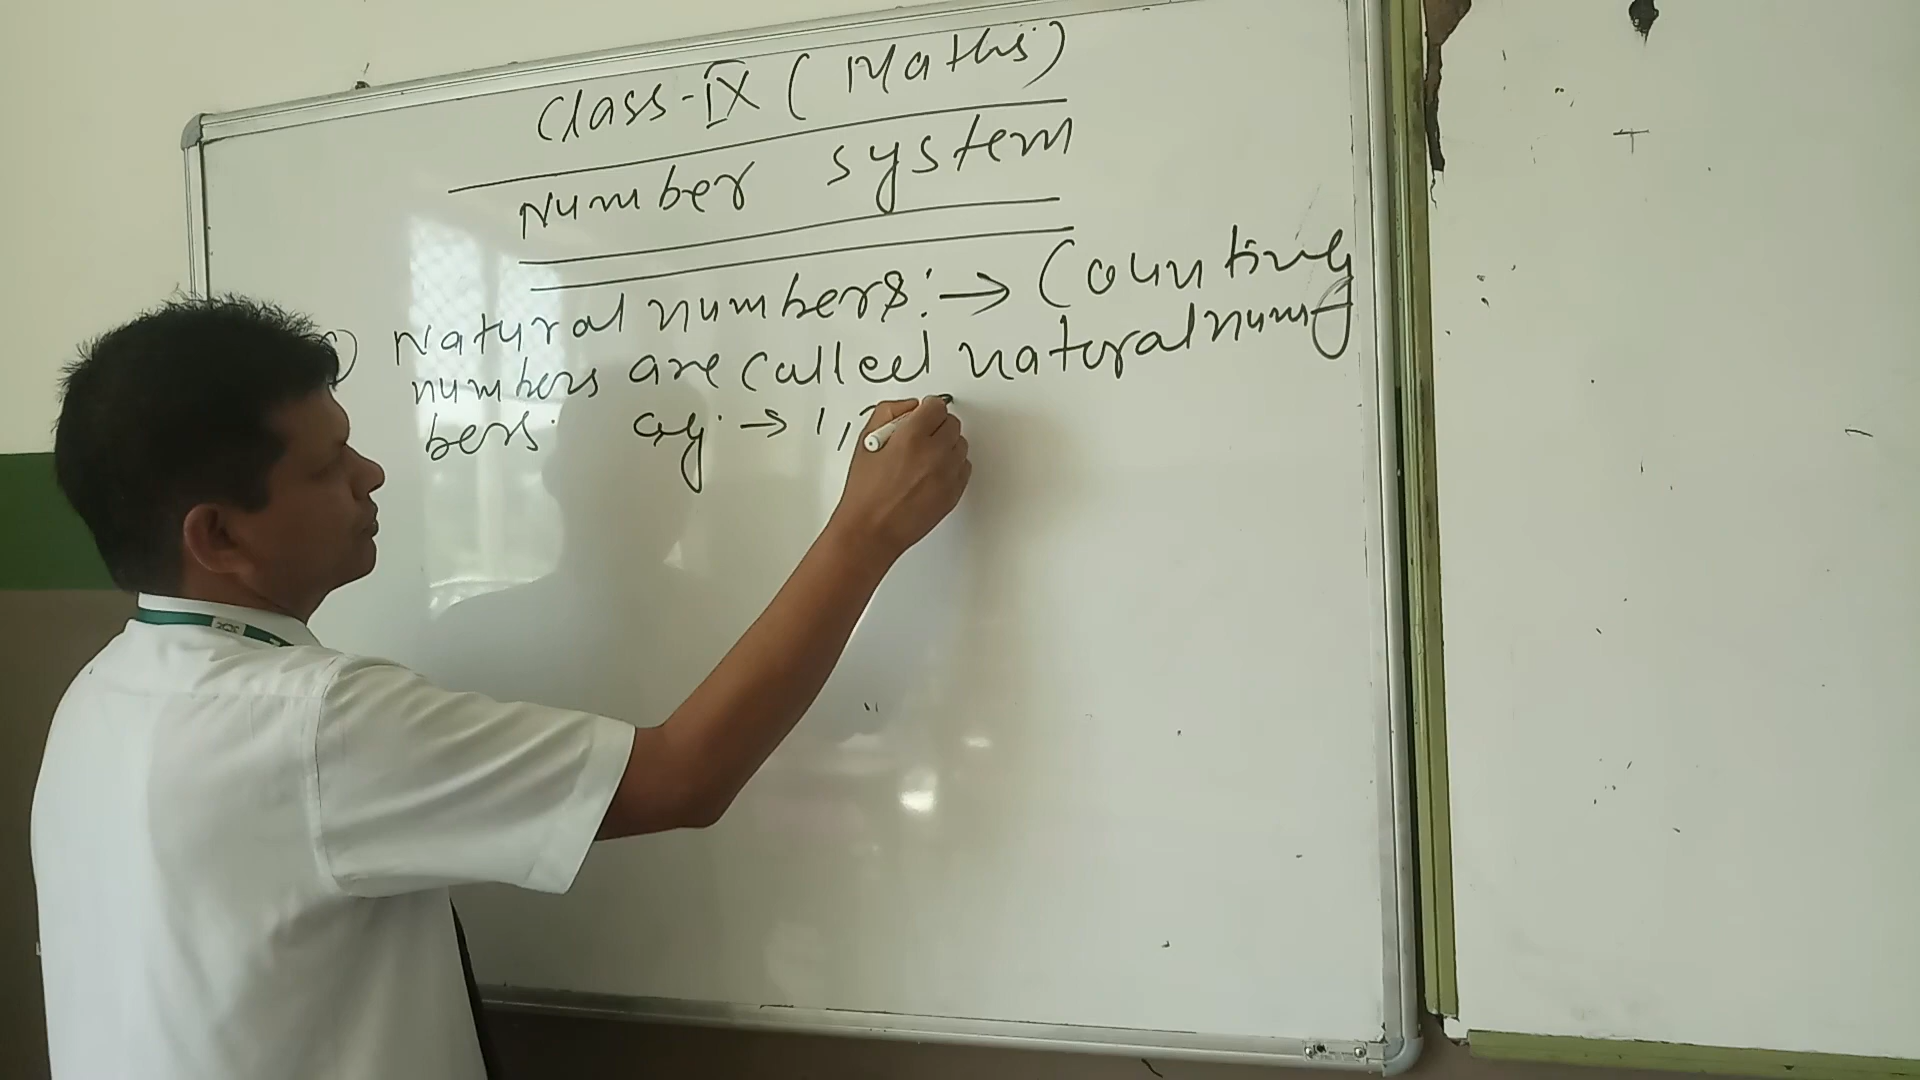 Class-IX (Maths)
Number system
Natural numbers:→ Counting
numbers are called natural num-
bers. eg. → 1,